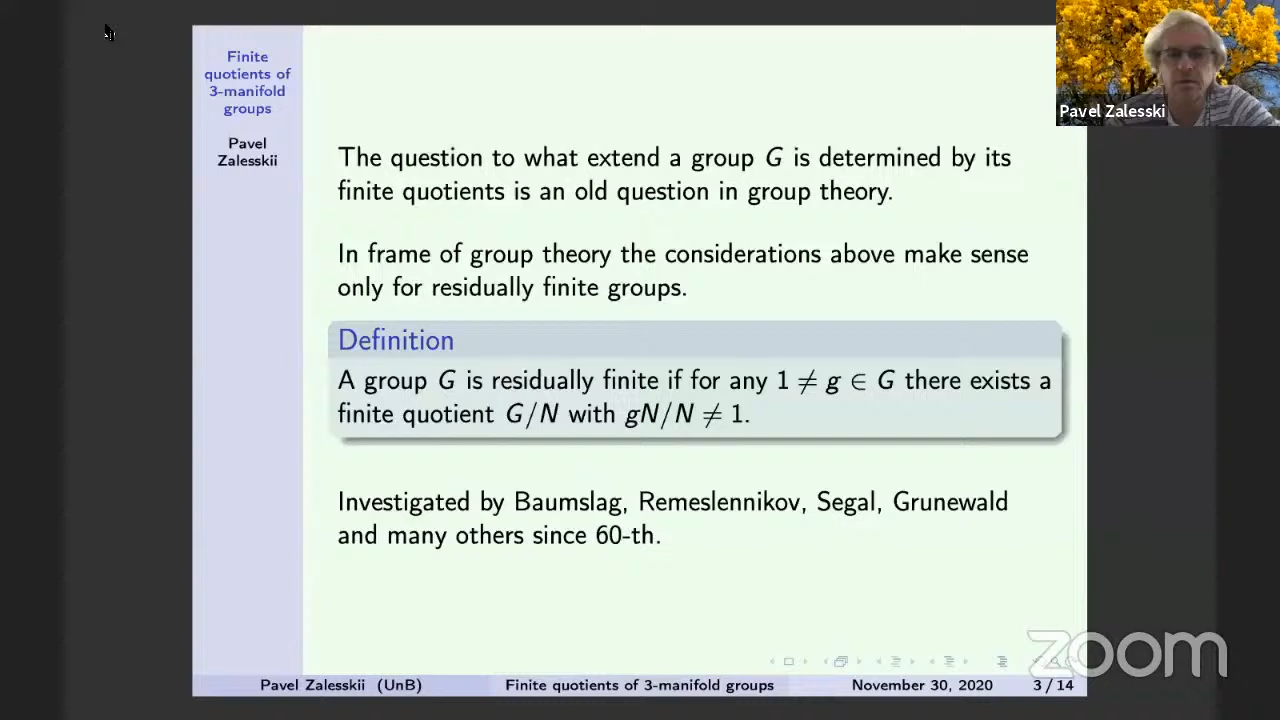 Finite
quotients of
3-manifold
groups
Pavel
Zalesskii
Pavel Zalesski
The question to what extend a group G is determined by its
finite quotients is an old question in group theory.
In frame of group theory the considerations above make sense
only for residually finite groups.
Definition
A group G is residually finite if for any 1 ≠ g ∈ G there exists a
finite quotient G/N with gN/N ≠ 1.
Investigated by Baumslag, Remeslennikov, Segal, Grunewald
and many others since 60-th.
zoom
Pavel Zalesskii (UnB) Finite quotients of 3-manifold groups November 30, 2020 3 / 14